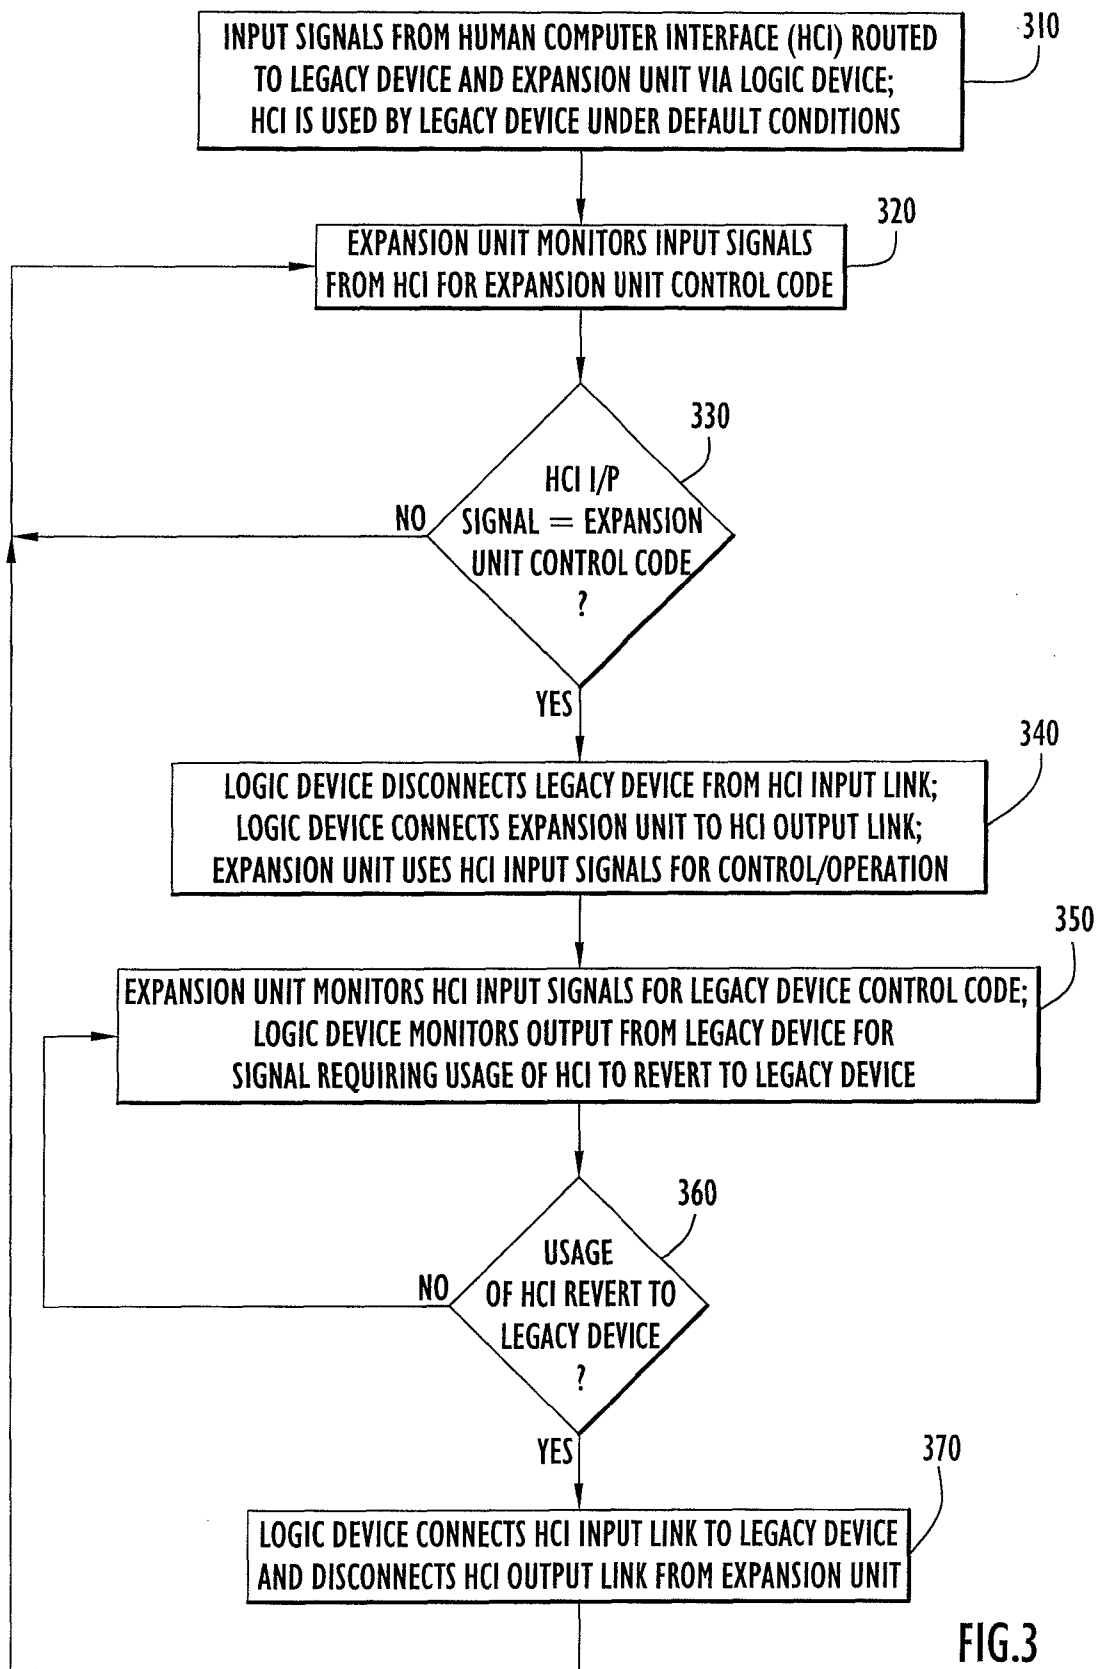 310
INPUT SIGNALS FROM HUMAN COMPUTER INTERFACE (HCI) ROUTED
TO LEGACY DEVICE AND EXPANSION UNIT VIA LOGIC DEVICE;
HCI IS USED BY LEGACY DEVICE UNDER DEFAULT CONDITIONS
320
EXPANSION UNIT MONITORS INPUT SIGNALS
FROM HCI FOR EXPANSION UNIT CONTROL CODE
330
HCI I/P
SIGNAL = EXPANSION
UNIT CONTROL CODE
?
NO
YES
340
LOGIC DEVICE DISCONNECTS LEGACY DEVICE FROM HCI INPUT LINK;
LOGIC DEVICE CONNECTS EXPANSION UNIT TO HCI OUTPUT LINK;
EXPANSION UNIT USES HCI INPUT SIGNALS FOR CONTROL/OPERATION
350
EXPANSION UNIT MONITORS HCI INPUT SIGNALS FOR LEGACY DEVICE CONTROL CODE;
LOGIC DEVICE MONITORS OUTPUT FROM LEGACY DEVICE FOR
SIGNAL REQUIRING USAGE OF HCI TO REVERT TO LEGACY DEVICE
360
USAGE
OF HCI REVERT TO
LEGACY DEVICE
?
NO
YES
370
LOGIC DEVICE CONNECTS HCI INPUT LINK TO LEGACY DEVICE
AND DISCONNECTS HCI OUTPUT LINK FROM EXPANSION UNIT
FIG.3